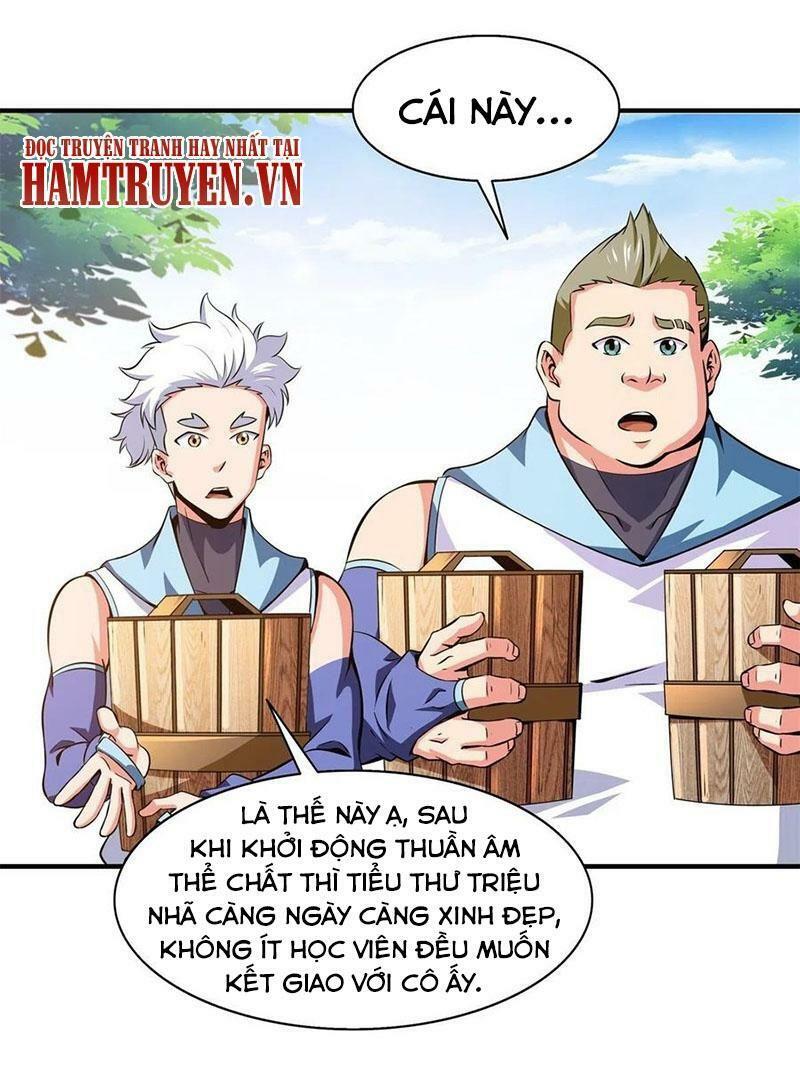 CÁI NÀY...
ĐỌC TRUYỆN TRANH HAY NHẤT TẠI
HAMTRUYEN.VN
LÀ THẾ NÀY Ạ, SAU
KHI KHỞI ĐỘNG THUẦN ÂM
THỂ CHẤT THÌ TIỂU THƯ TRIỆU
NHÃ CÀNG NGÀY CÀNG XINH ĐẸP,
KHÔNG ÍT HỌC VIÊN ĐỀU MUỐN
KẾT GIAO VỚI CÔ ẤY.